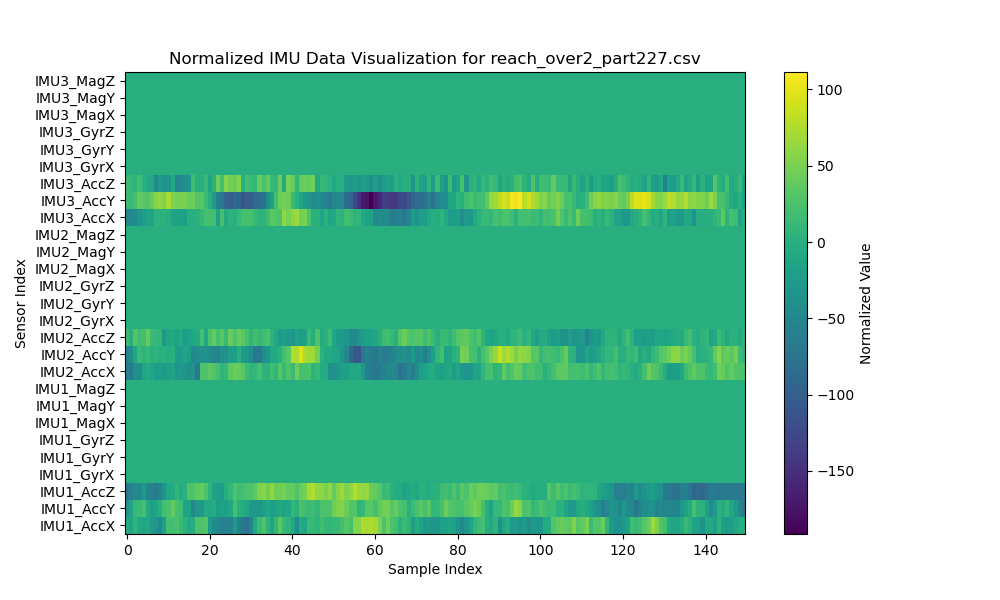 Normalized IMU Data Visualization for reach_over2_part227.csv
IMU3_MagZ
IMU3_MagY
IMU3_MagX
IMU3_GyrZ
IMU3_GyrY
IMU3_GyrX
IMU3_AccZ
IMU3_AccY
IMU3_AccX
IMU2_MagZ
IMU2_MagY
IMU2_MagX
IMU2_GyrZ
IMU2_GyrY
IMU2_GyrX
IMU2_AccZ
IMU2_AccY
IMU2_AccX
IMU1_MagZ
IMU1_MagY
IMU1_MagX
IMU1_GyrZ
IMU1_GyrY
IMU1_GyrX
IMU1_AccZ
IMU1_AccY
IMU1_AccX
Sensor Index
0 20 40 60 80 100 120 140
Sample Index
100
50
0
−50
−100
−150
Normalized Value